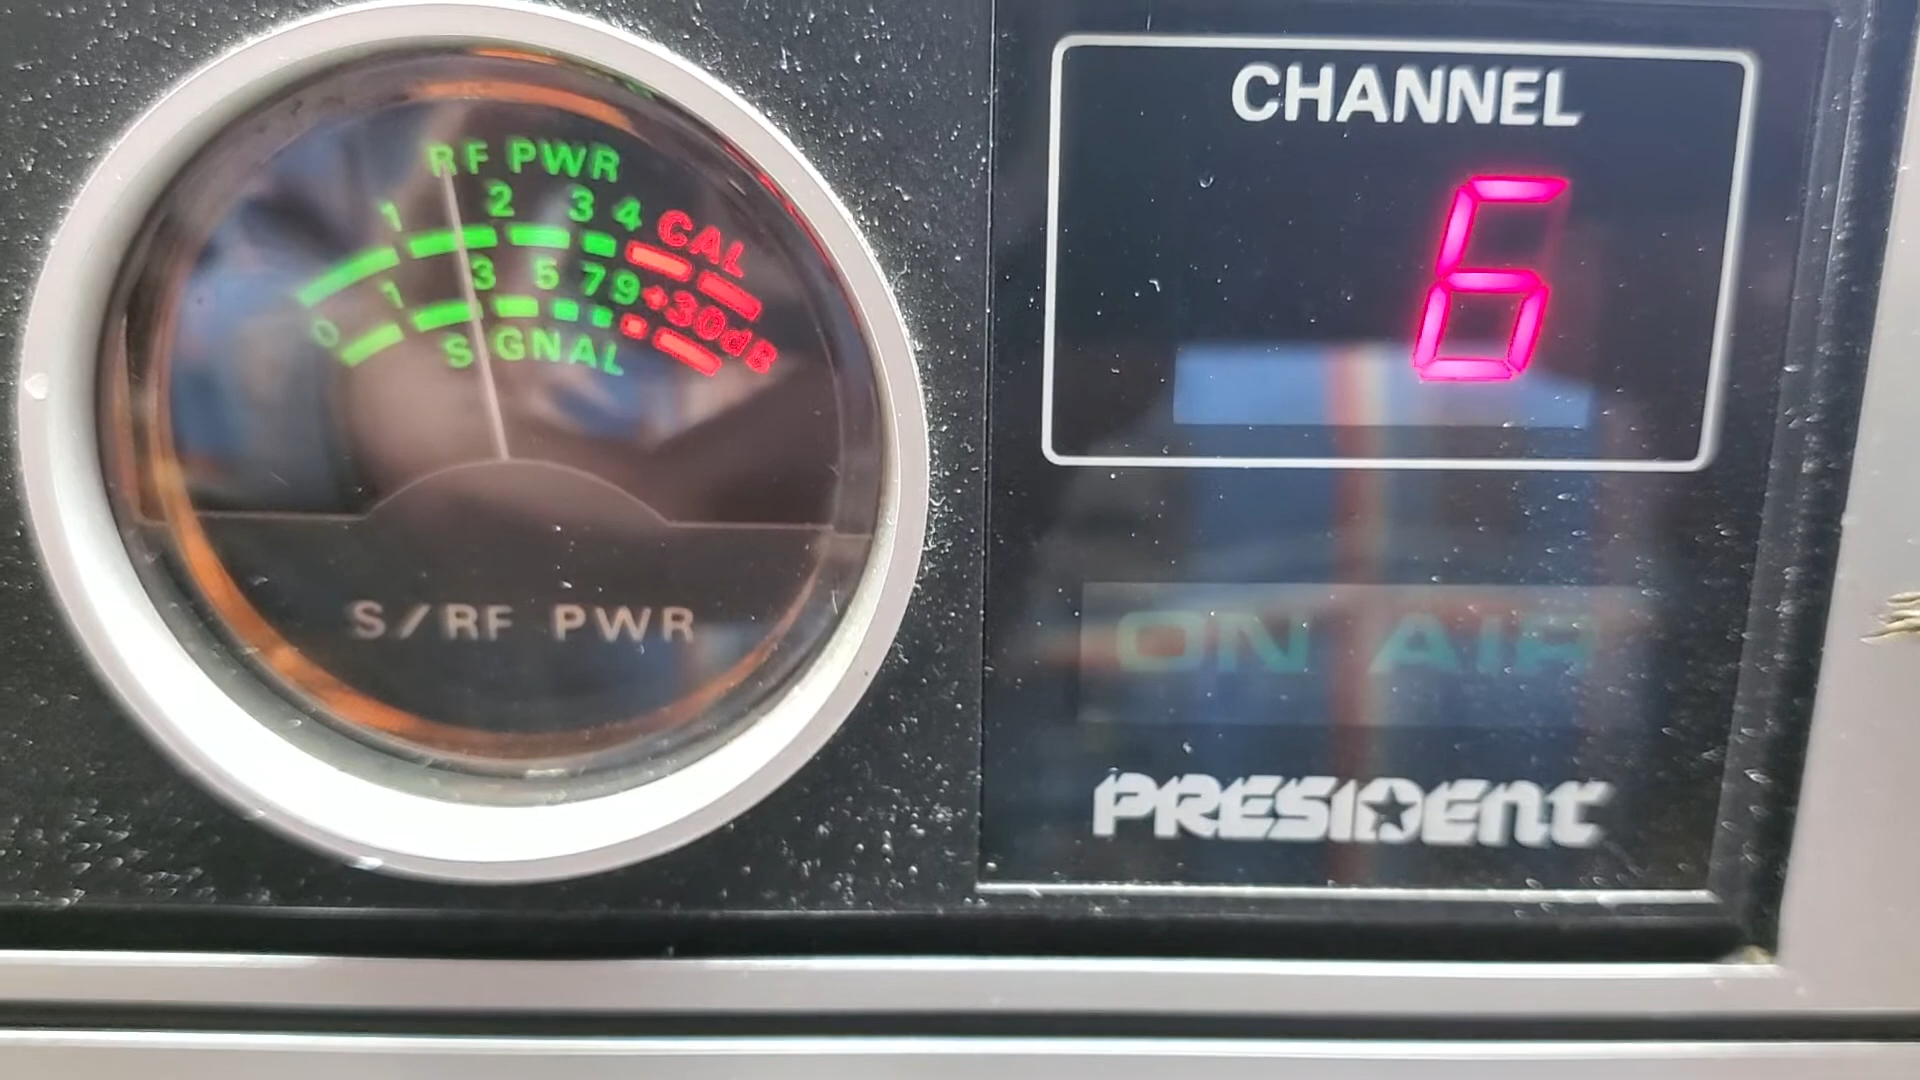 RF PWR
1 2 3 4 CAL
0 1 3 5 7 9 +30dB
SIGNAL
S/RF PWR
CHANNEL
6
ON AIR
PRESIDENT